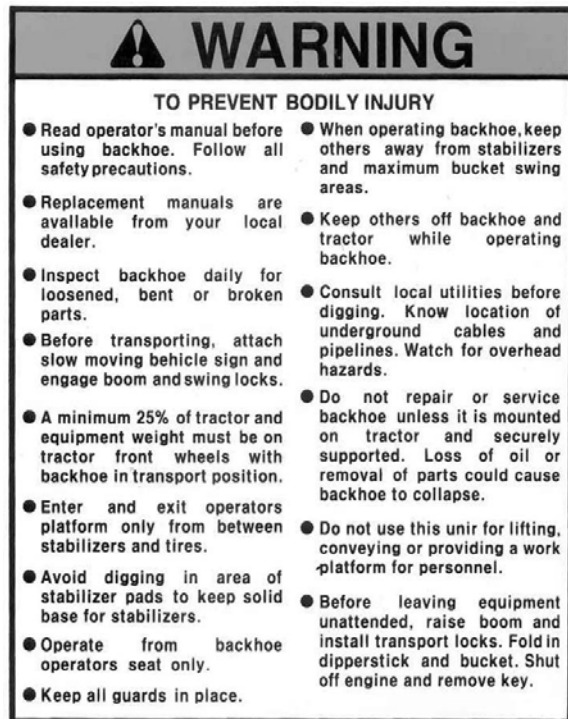 WARNING
TO PREVENT BODILY INJURY
● Read operator's manual before
using backhoe. Follow all
safety precautions.
● Replacement manuals are
available from your local
dealer.
● Inspect backhoe daily for
loosened, bent or broken
parts.
● Before transporting, attach
slow moving behicle sign and
engage boom and swing locks.
● A minimum 25% of tractor and
equipment weight must be on
tractor front wheels with
backhoe in transport position.
● Enter and exit operators
platform only from between
stabilizers and tires.
● Avoid digging in area of
stabilizer pads to keep solid
base for stabilizers.
● Operate from backhoe
operators seat only.
● Keep all guards in place.
● When operating backhoe, keep
others away from stabilizers
and maximum bucket swing
areas.
● Keep others off backhoe and
tractor while operating
backhoe.
● Consult local utilities before
digging. Know location of
underground cables and
pipelines. Watch for overhead
hazards.
● Do not repair or service
backhoe unless it is mounted
on tractor and securely
supported. Loss of oil or
removal of parts could cause
backhoe to collapse.
● Do not use this unir for lifting,
conveying or providing a work
platform for personnel.
● Before leaving equipment
unattended, raise boom and
install transport locks. Fold in
dipperstick and bucket. Shut
off engine and remove key.